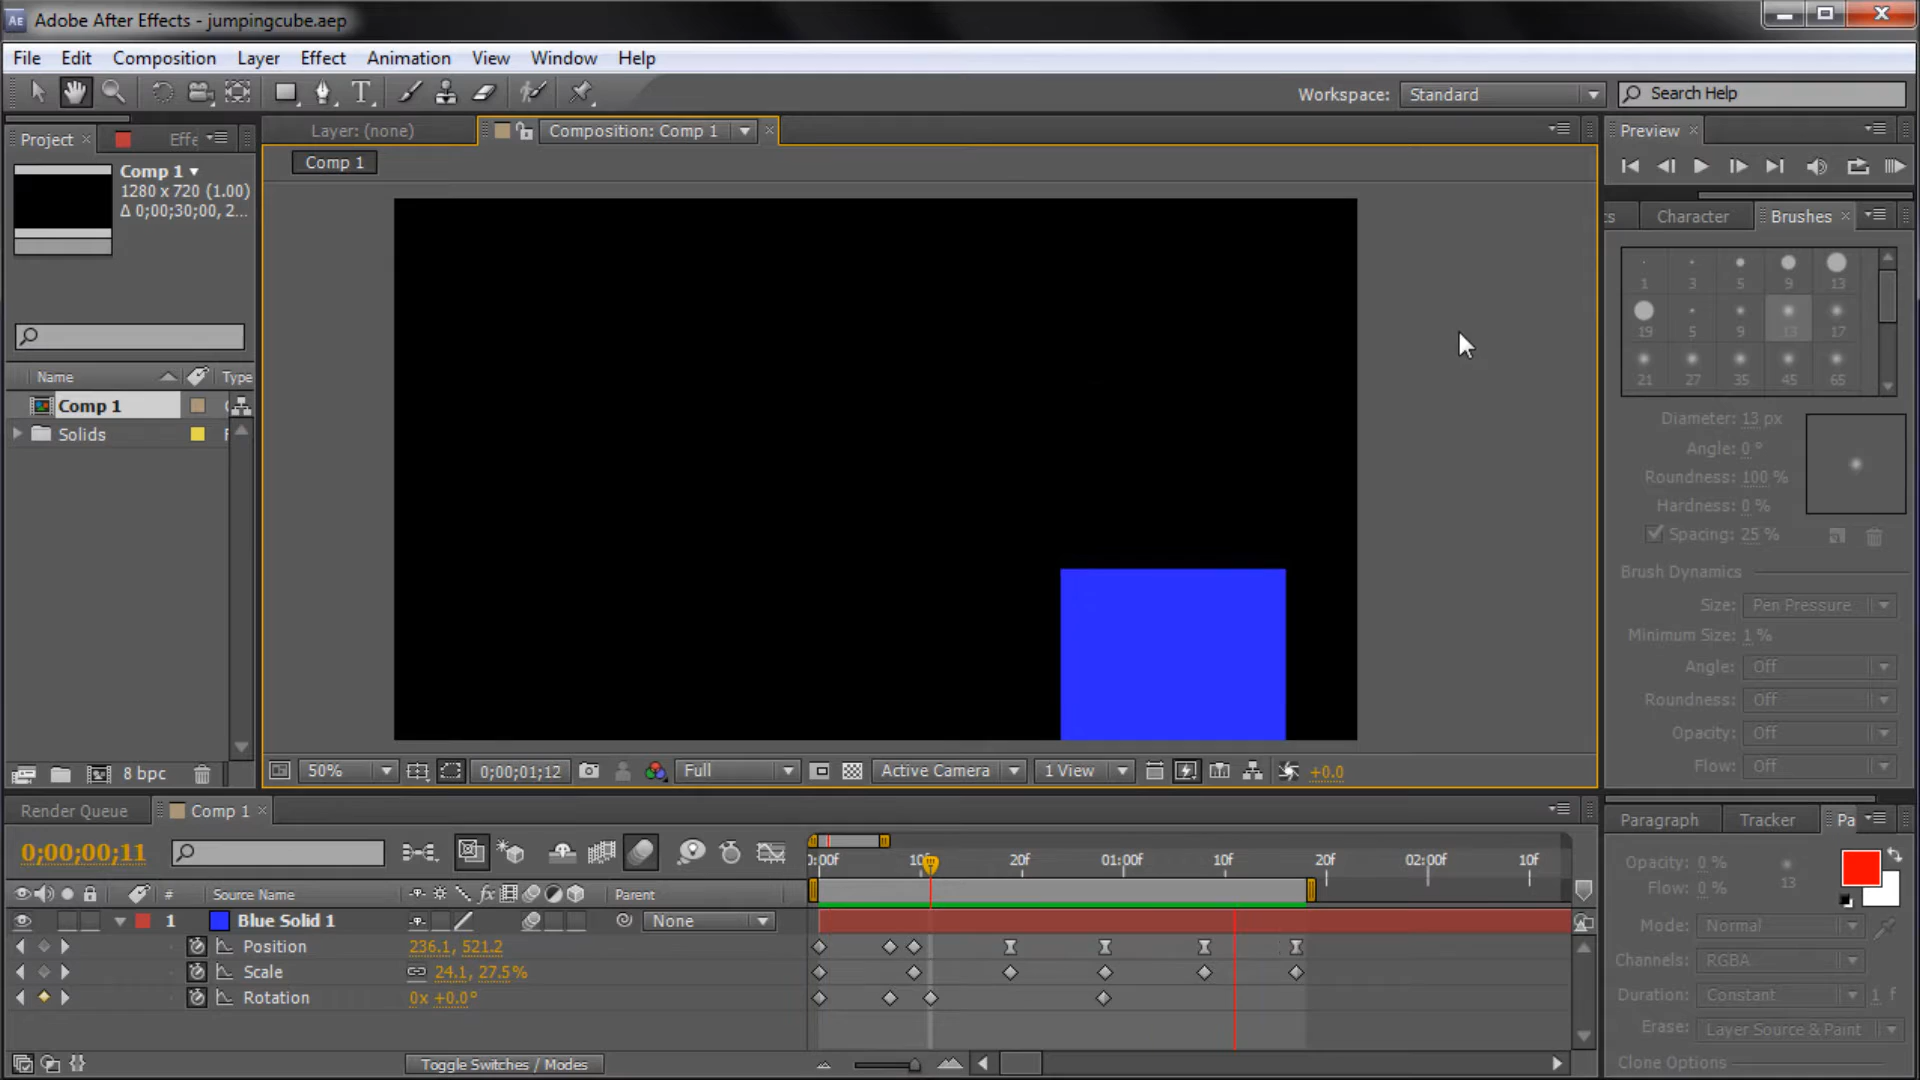 Ae Adobe After Effects - jumpingcube.aep
File Edit Composition Layer Effect Animation View Window Help
Workspace: Standard Search Help
Project × Effe
Layer: (none) Composition: Comp 1 ×
Preview ×
Comp 1
1280 x 720 (1.00)
Δ 0;00;30;00, 2...
Comp 1
Character Brushes ×
1 3 5 9 13
19 5 9 13 17
21 27 35 45 65
Name Type
Comp 1
Solids
Diameter: 13 px
Angle: 0 °
Roundness: 100 %
Hardness: 0 %
Spacing: 25 %
Brush Dynamics
Size: Pen Pressure
Minimum Size: 1 %
Angle: Off
Roundness: Off
Opacity: Off
Flow: Off
8 bpc
50% 0;00;01;12 Full Active Camera 1 View +0.0
Render Queue Comp 1 ×
Paragraph Tracker Pa
0;00;00;11
0:00f 10f 20f 01:00f 10f 20f 02:00f 10f
Opacity: 0 %
Flow: 0 %
13
# Source Name fx Parent
1 Blue Solid 1 None
Position 236.1, 521.2
Scale 24.1, 27.5%
Rotation 0x +0.0°
Mode: Normal
Channels: RGBA
Duration: Constant 1 f
Erase: Layer Source & Paint
Clone Options
Toggle Switches / Modes